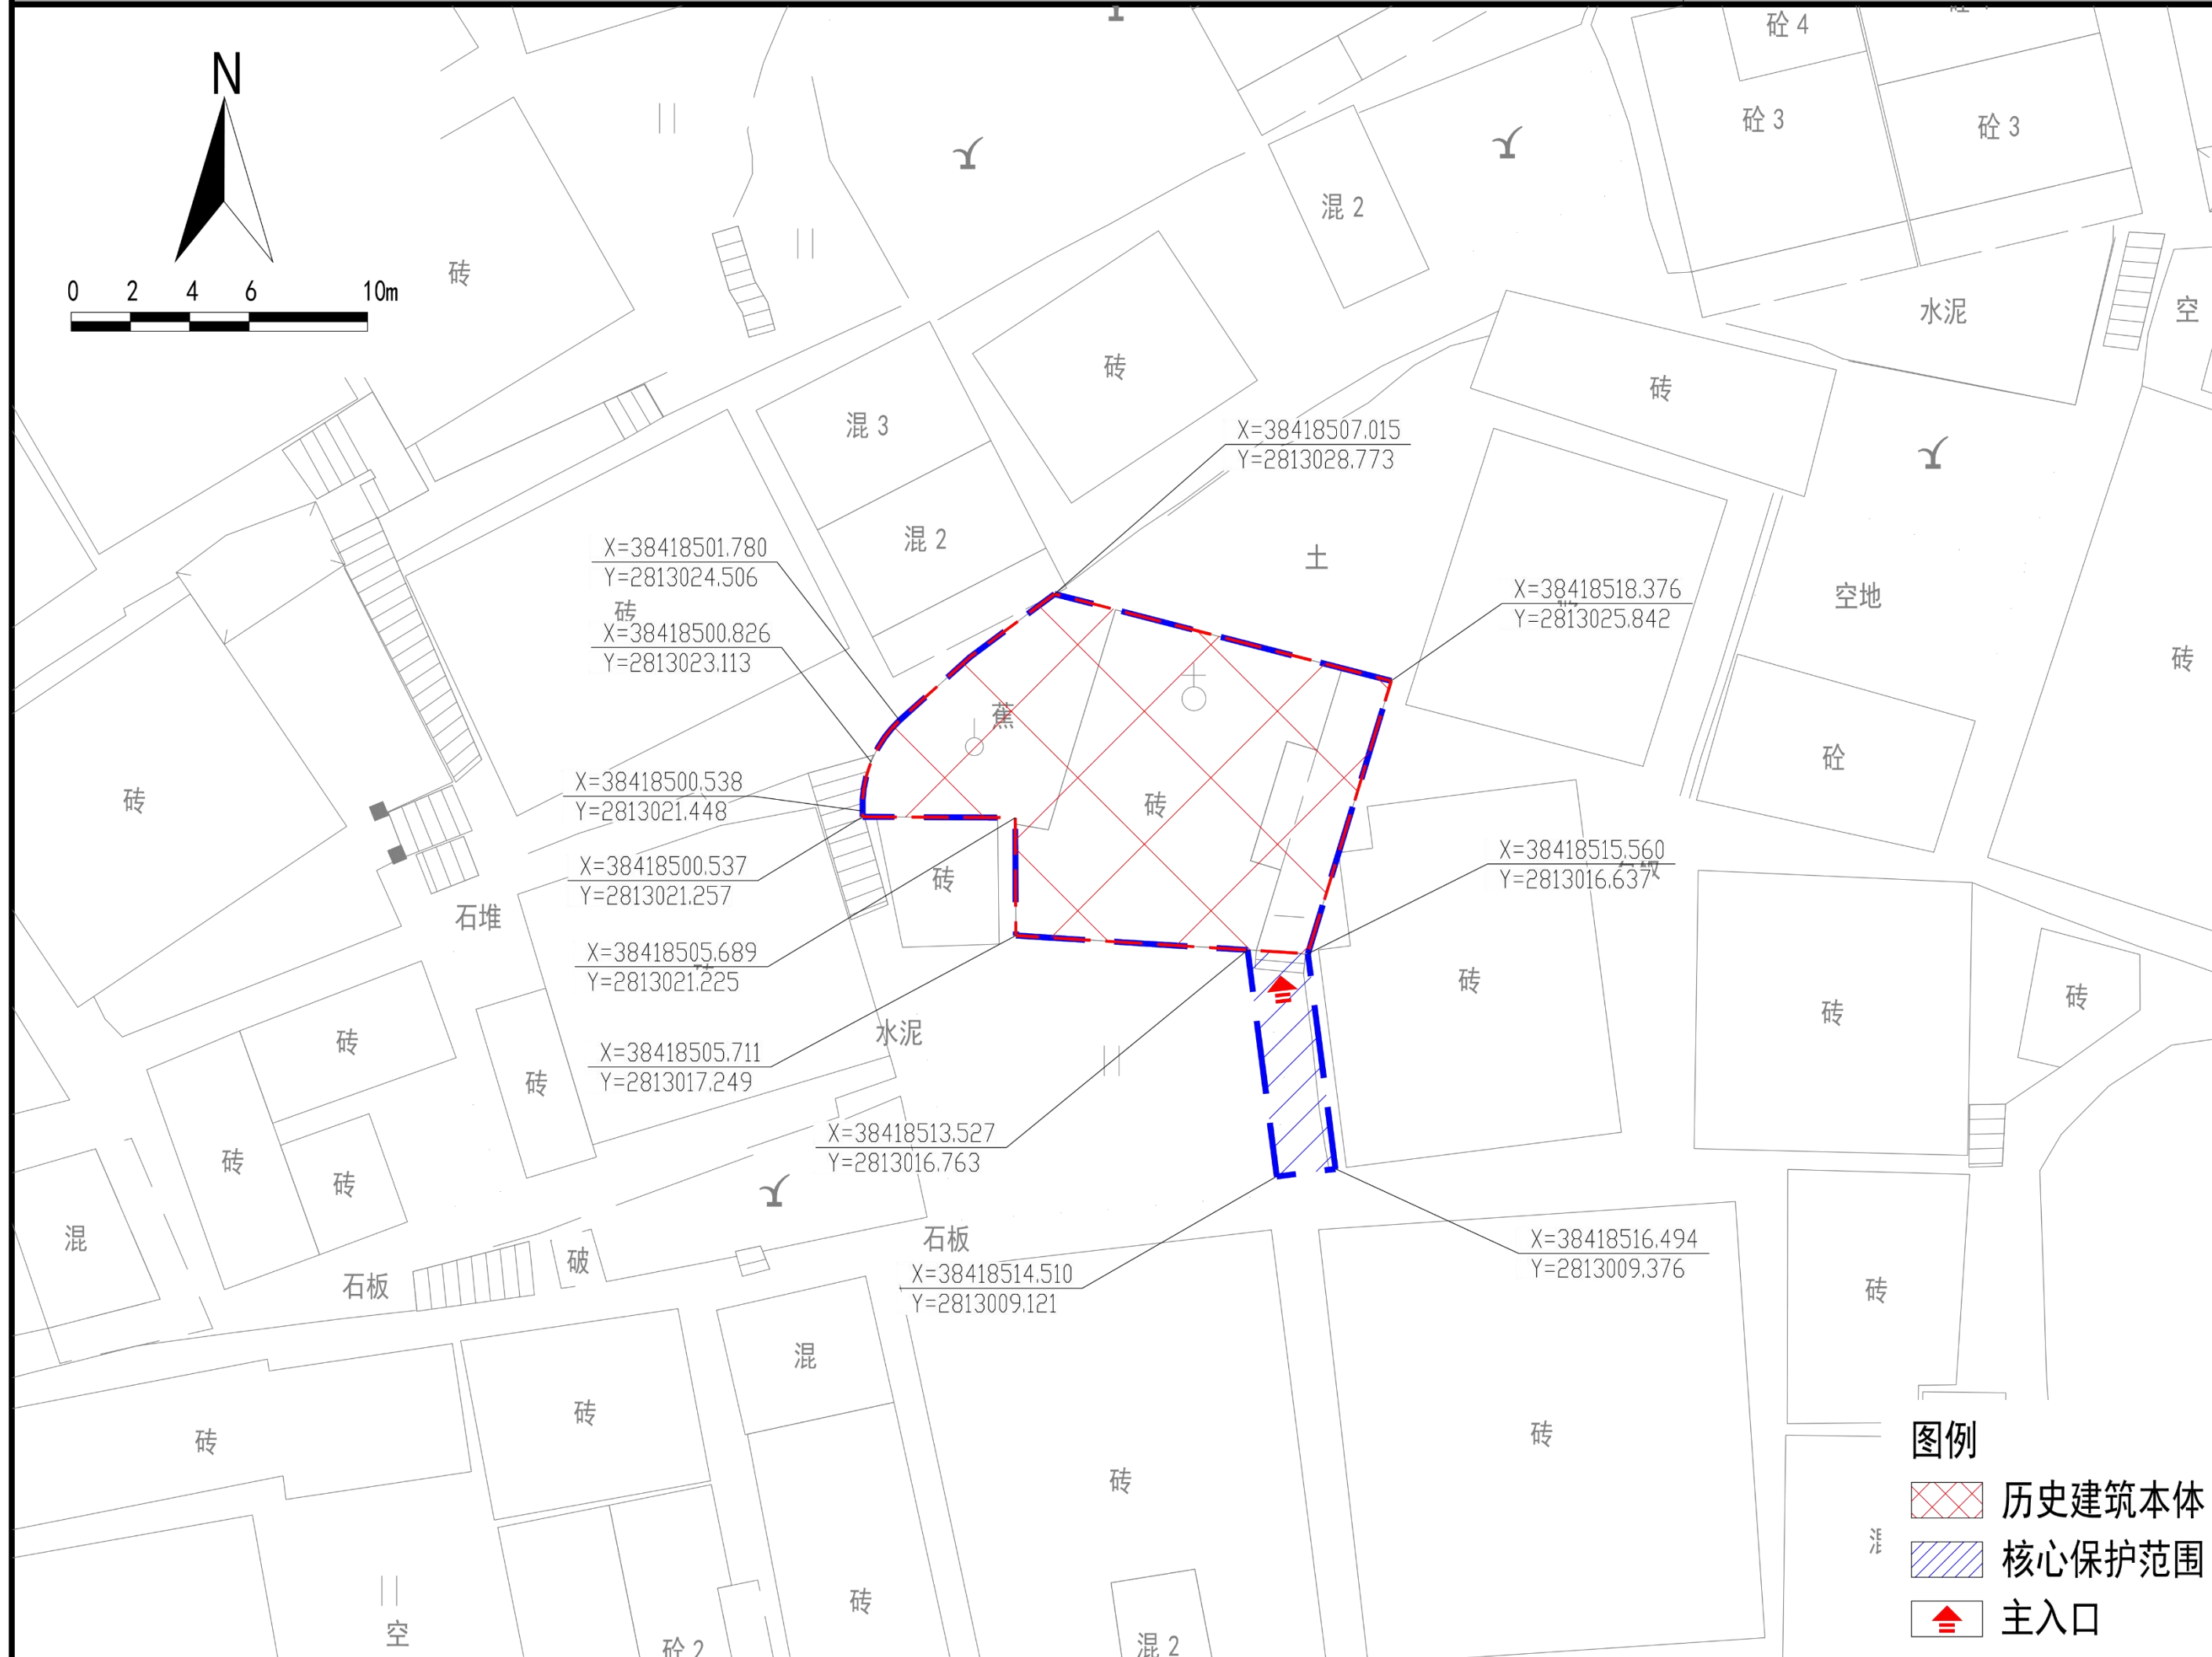 砼 4
N
砼 3
砼 3
混 2
砖
0 2 4 6 10m
水泥
空
砖
砖
混 3
X=38418507.015
Y=2813028.773
混 2
X=38418501.780
Y=2813024.506
土
X=38418518.376
Y=2813025.842
空地
砖
X=38418500.826
Y=2813023.113
砖
蕉
砼
X=38418500.538
Y=2813021.448
砖
砖
X=38418515.560
Y=2813016.637
X=38418500.537
Y=2813021.257
砖
石堆
X=38418505.689
Y=2813021.225
砖
砖
砖
水泥
砖
X=38418505.711
Y=2813017.249
砖
X=38418513.527
Y=2813016.763
砖
砖
混
石板
X=38418516.494
Y=2813009.376
破
石板
X=38418514.510
Y=2813009.121
砖
混
砖
砖
砖
砖
图例
砖
历史建筑本体
核心保护范围
砖
主入口
空
砼 2
混 2